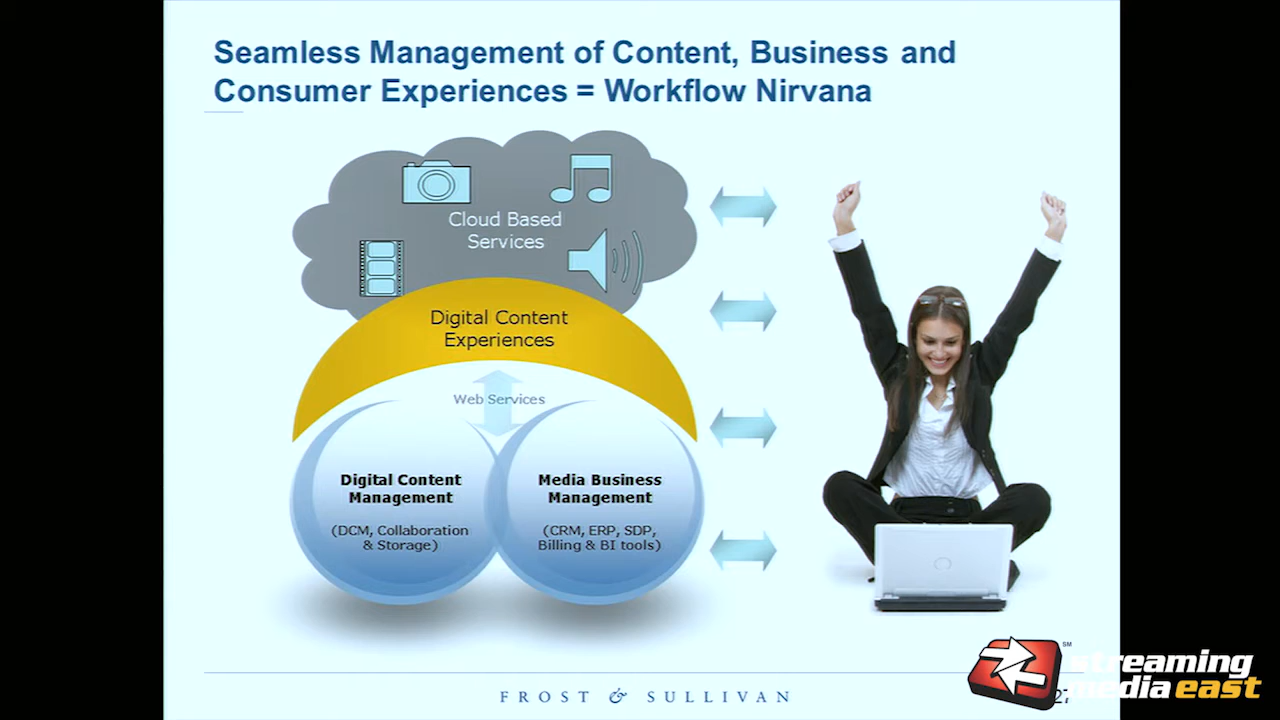 Seamless Management of Content, Business and
Consumer Experiences = Workflow Nirvana
Cloud Based
Services
Digital Content
Experiences
Web Services
Digital Content
Management
(DCM, Collaboration
& Storage)
Media Business
Management
(CRM, ERP, SDP,
Billing & BI tools)
FROST & SULLIVAN
27
SM
streaming
media east